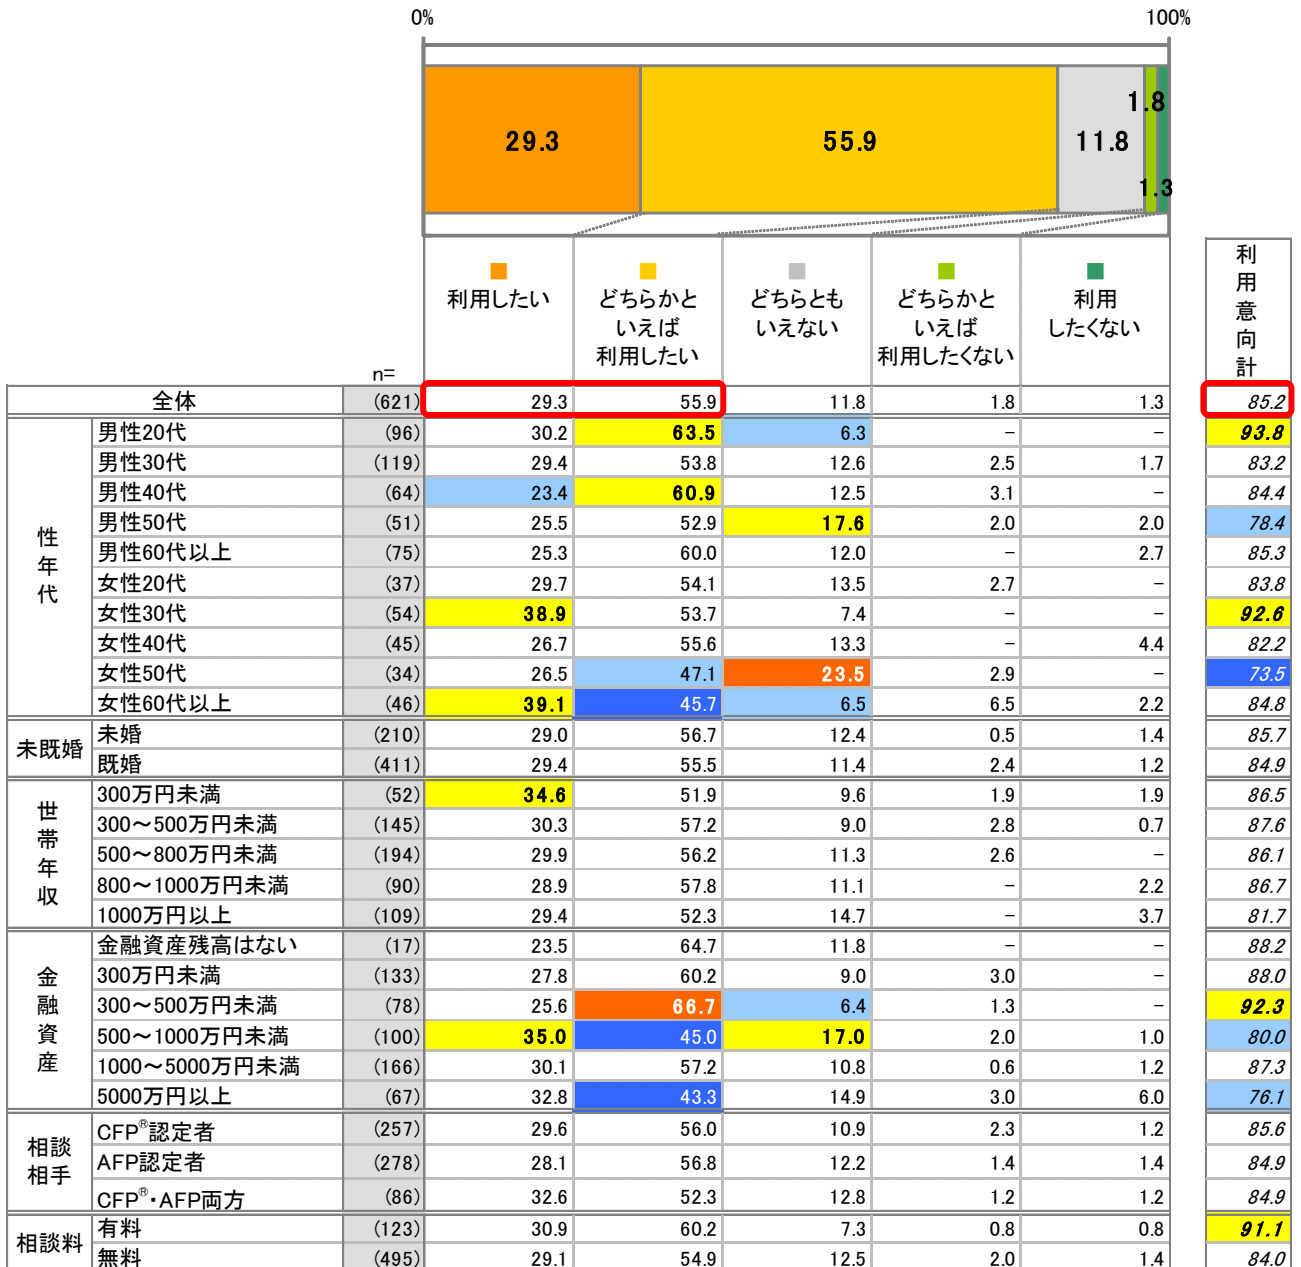 0% 100%
29.3 55.9 11.8 1.8 1.3
利用したい どちらかと どちらとも どちらかと 利用
いえば いえない いえば したくない
利用したい 利用したくない
利用意向計
n=
全体 (621) 29.3 55.9 11.8 1.8 1.3 85.2
性年代
男性20代 (96) 30.2 63.5 6.3 – – 93.8
男性30代 (119) 29.4 53.8 12.6 2.5 1.7 83.2
男性40代 (64) 23.4 60.9 12.5 3.1 – 84.4
男性50代 (51) 25.5 52.9 17.6 2.0 2.0 78.4
男性60代以上 (75) 25.3 60.0 12.0 – 2.7 85.3
女性20代 (37) 29.7 54.1 13.5 2.7 – 83.8
女性30代 (54) 38.9 53.7 7.4 – – 92.6
女性40代 (45) 26.7 55.6 13.3 – 4.4 82.2
女性50代 (34) 26.5 47.1 23.5 2.9 – 73.5
女性60代以上 (46) 39.1 45.7 6.5 6.5 2.2 84.8
未既婚
未婚 (210) 29.0 56.7 12.4 0.5 1.4 85.7
既婚 (411) 29.4 55.5 11.4 2.4 1.2 84.9
世帯年収
300万円未満 (52) 34.6 51.9 9.6 1.9 1.9 86.5
300～500万円未満 (145) 30.3 57.2 9.0 2.8 0.7 87.6
500～800万円未満 (194) 29.9 56.2 11.3 2.6 – 86.1
800～1000万円未満 (90) 28.9 57.8 11.1 – 2.2 86.7
1000万円以上 (109) 29.4 52.3 14.7 – 3.7 81.7
金融資産
金融資産残高はない (17) 23.5 64.7 11.8 – – 88.2
300万円未満 (133) 27.8 60.2 9.0 3.0 – 88.0
300～500万円未満 (78) 25.6 66.7 6.4 1.3 – 92.3
500～1000万円未満 (100) 35.0 45.0 17.0 2.0 1.0 80.0
1000～5000万円未満 (166) 30.1 57.2 10.8 0.6 1.2 87.3
5000万円以上 (67) 32.8 43.3 14.9 3.0 6.0 76.1
相談相手
CFP®認定者 (257) 29.6 56.0 10.9 2.3 1.2 85.6
AFP認定者 (278) 28.1 56.8 12.2 1.4 1.4 84.9
CFP®・AFP両方 (86) 32.6 52.3 12.8 1.2 1.2 84.9
相談料
有料 (123) 30.9 60.2 7.3 0.8 0.8 91.1
無料 (495) 29.1 54.9 12.5 2.0 1.4 84.0